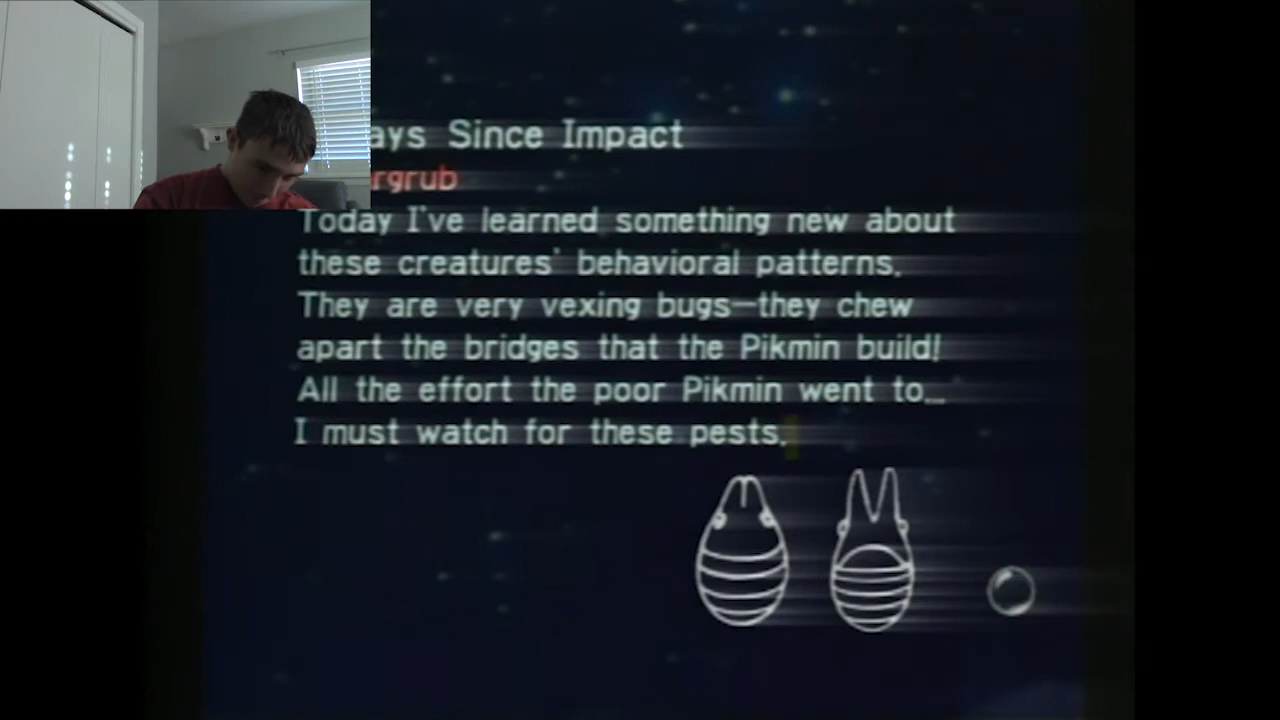 ays Since Impact
rgrub
Today I've learned something new about
these creatures' behavioral patterns.
They are very vexing bugs—they chew
apart the bridges that the Pikmin build!
All the effort the poor Pikmin went to...
I must watch for these pests.